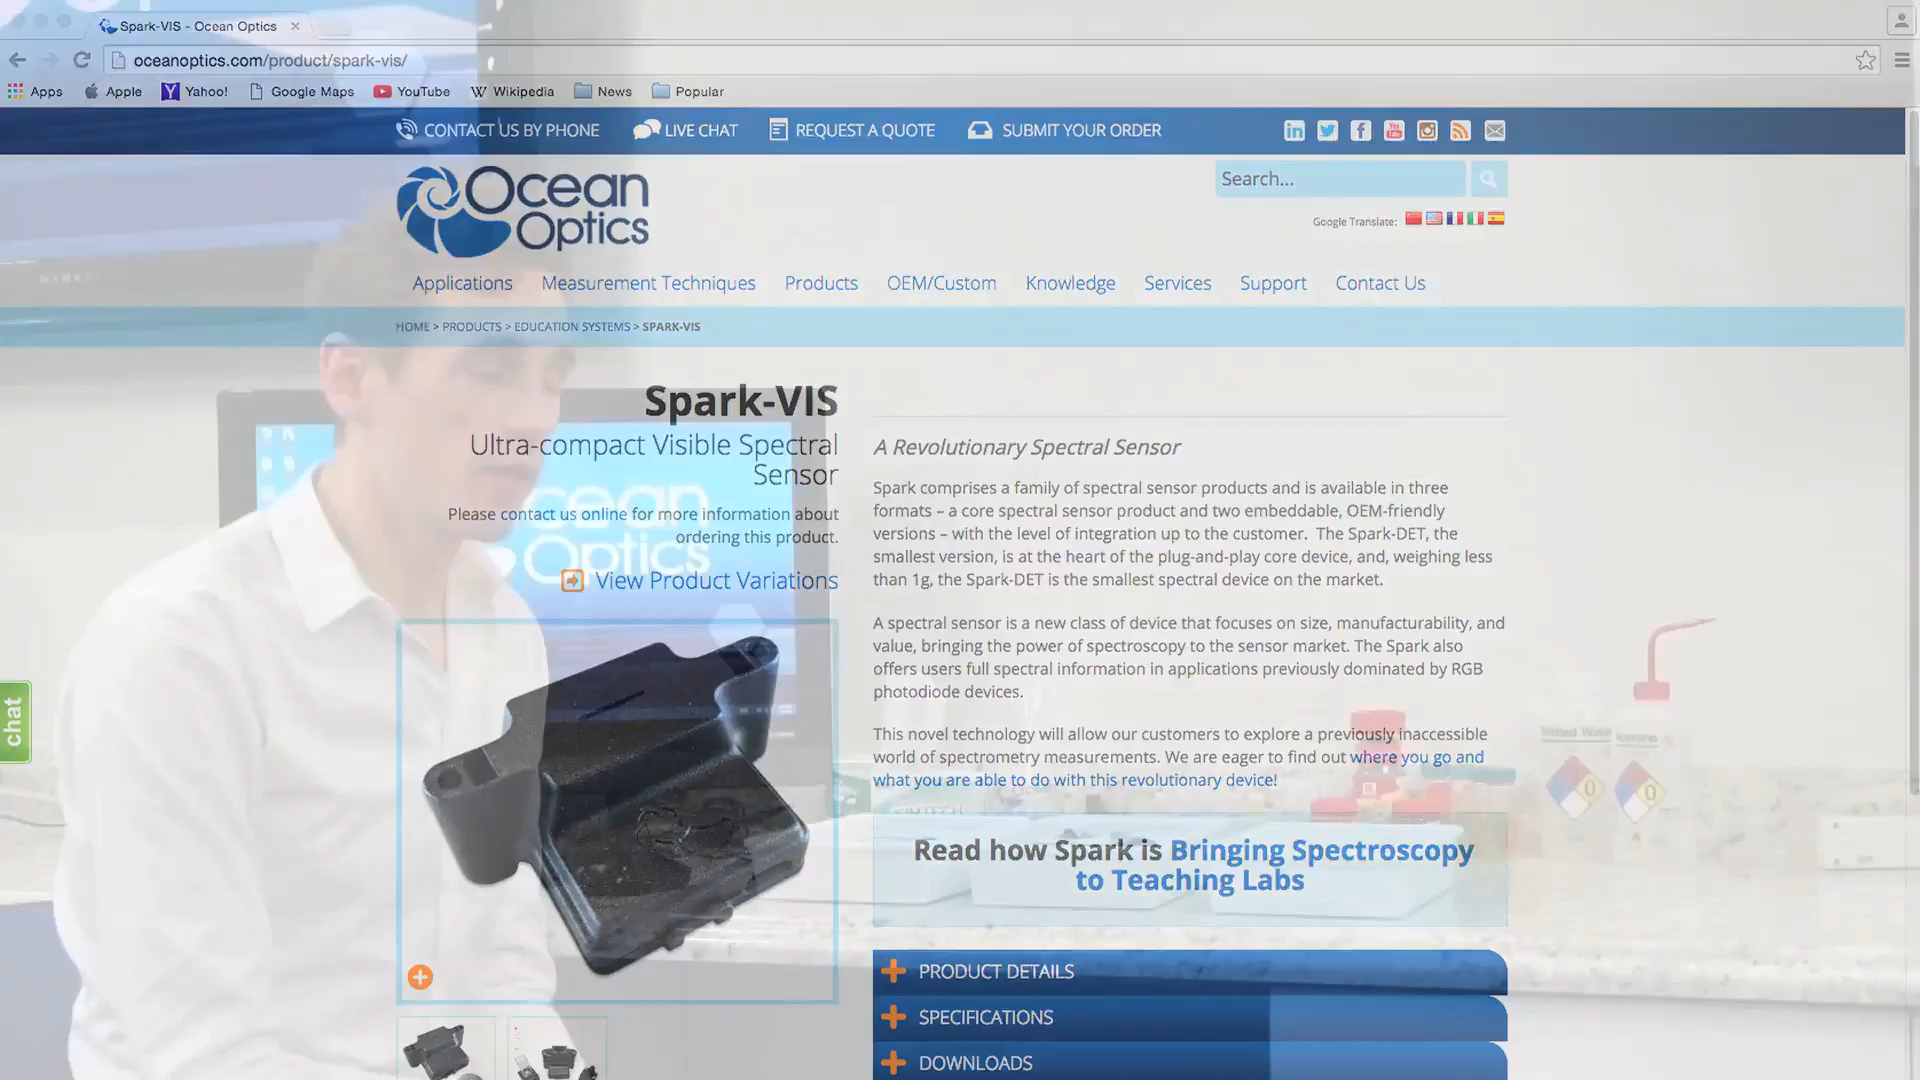 Spark-VIS - Ocean Optics
oceanoptics.com/product/spark-vis/
Apps Apple Yahoo! Google Maps YouTube Wikipedia News Popular
CONTACT US BY PHONE LIVE CHAT REQUEST A QUOTE SUBMIT YOUR ORDER
Ocean
Optics
Search...
Google Translate:
Applications Measurement Techniques Products OEM/Custom Knowledge Services Support Contact Us
HOME > PRODUCTS > EDUCATION SYSTEMS > SPARK-VIS
Spark-VIS
Ultra-compact Visible Spectral
Sensor
Please contact us online for more information about
ordering this product.
View Product Variations
Ocean
Optics
A Revolutionary Spectral Sensor
Spark comprises a family of spectral sensor products and is available in three
formats – a core spectral sensor product and two embeddable, OEM-friendly
versions – with the level of integration up to the customer. The Spark-DET, the
smallest version, is at the heart of the plug-and-play core device, and, weighing less
than 1g, the Spark-DET is the smallest spectral device on the market.
A spectral sensor is a new class of device that focuses on size, manufacturability, and
value, bringing the power of spectroscopy to the sensor market. The Spark also
offers users full spectral information in applications previously dominated by RGB
photodiode devices.
This novel technology will allow our customers to explore a previously inaccessible
world of spectrometry measurements. We are eager to find out where you go and
what you are able to do with this revolutionary device!
Read how Spark is Bringing Spectroscopy
to Teaching Labs
PRODUCT DETAILS
SPECIFICATIONS
DOWNLOADS
chat
KIMTECH
0
0